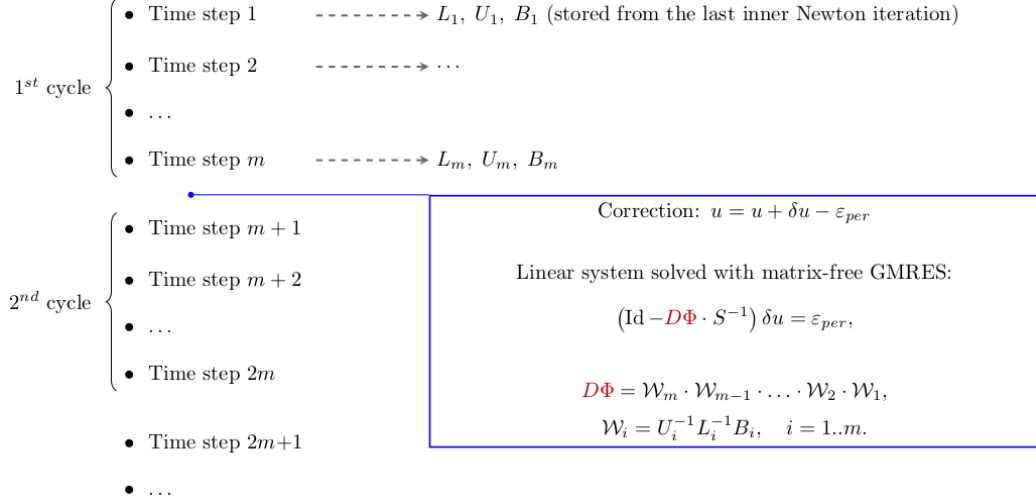 1st cycle
• Time step 1 L₁, U₁, B₁ (stored from the last inner Newton iteration)
• Time step 2 ⋯
• …
• Time step m Lₘ, Uₘ, Bₘ
Correction: u = u + δu − ε_per
Linear system solved with matrix-free GMRES:
(Id −DΦ · S⁻¹) δu = ε_per,
DΦ = 𝒲ₘ · 𝒲ₘ₋₁ · … · 𝒲₂ · 𝒲₁,
𝒲ᵢ = Uᵢ⁻¹Lᵢ⁻¹Bᵢ, i = 1..m.
2nd cycle
• Time step m + 1
• Time step m + 2
• …
• Time step 2m
• Time step 2m+1
• …